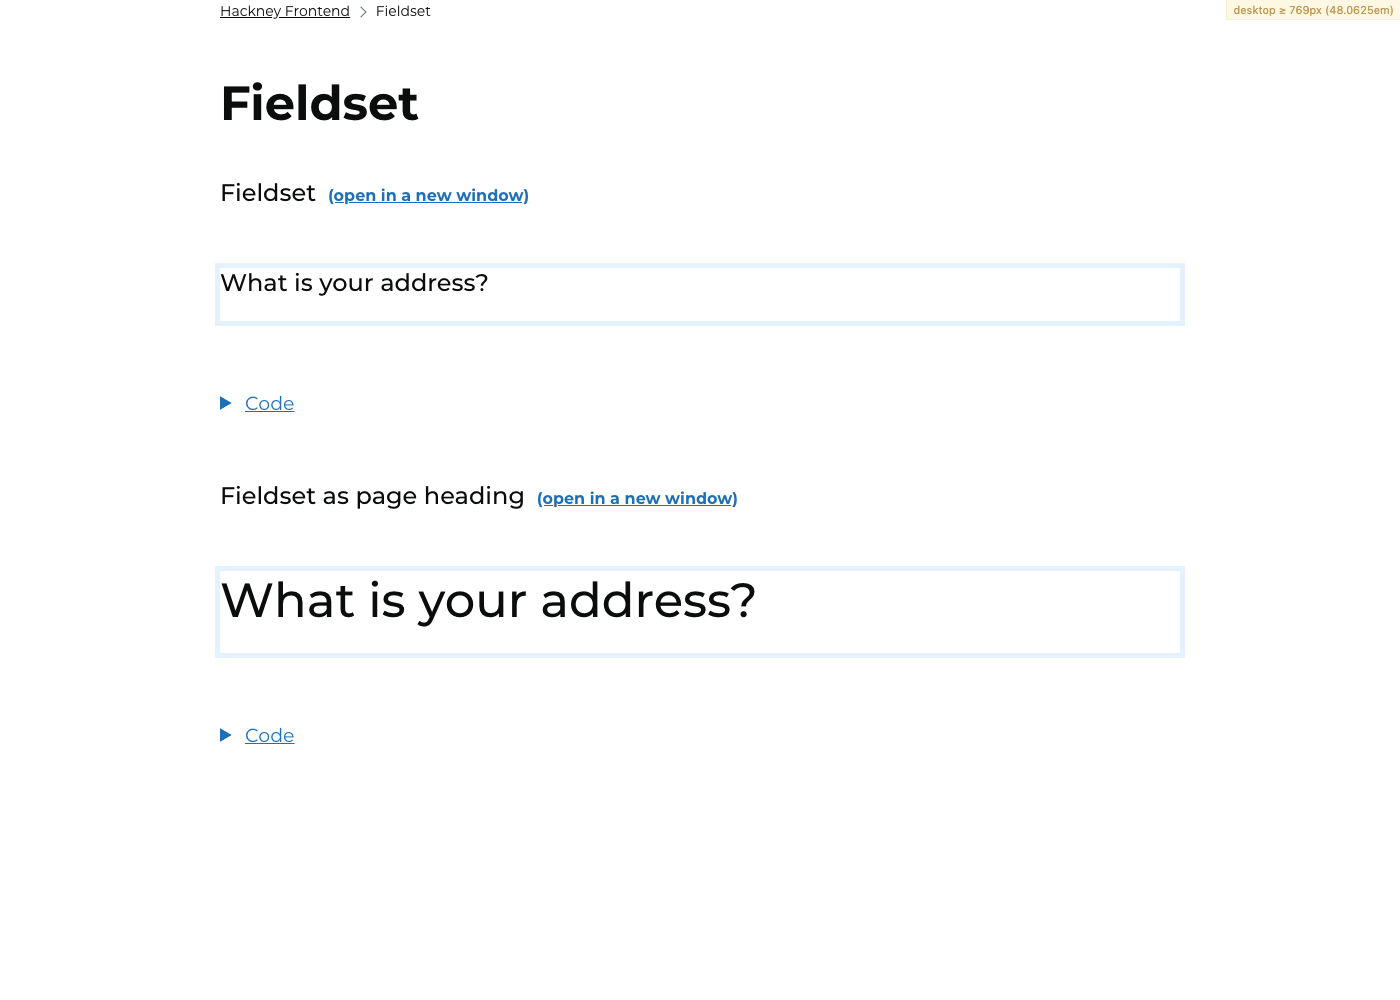 Hackney Frontend Fieldset
desktop ≥ 769px (48.0625em)
Fieldset
Fieldset (open in a new window)
What is your address?
Code
Fieldset as page heading (open in a new window)
What is your address?
Code